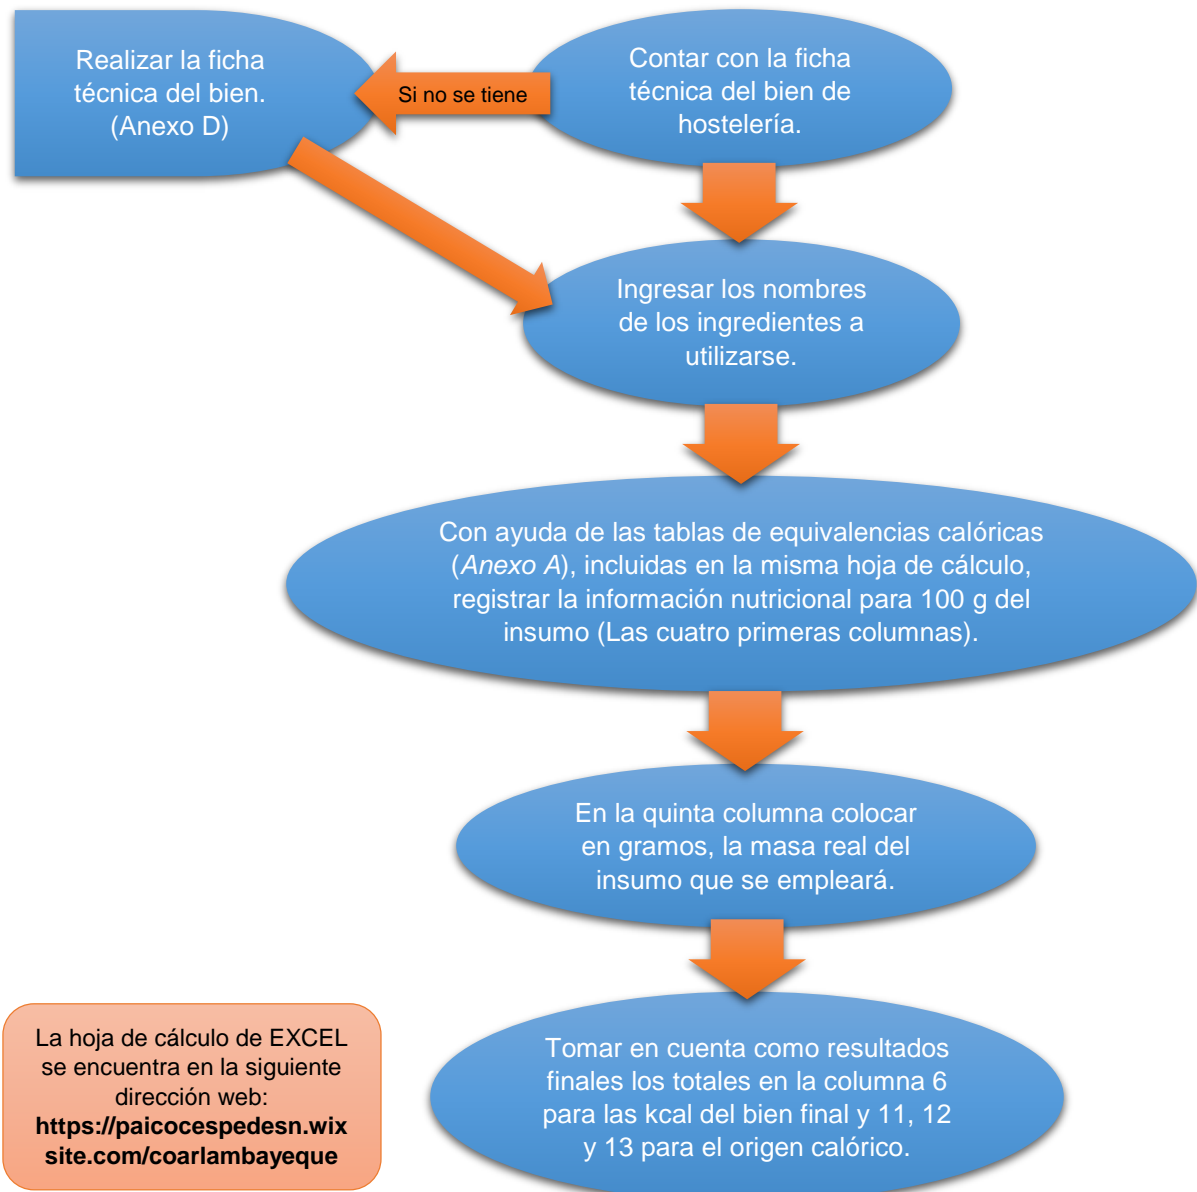 Realizar la ficha
técnica del bien.
(Anexo D)
Si no se tiene
Contar con la ficha
técnica del bien de
hostelería.
Ingresar los nombres
de los ingredientes a
utilizarse.
Con ayuda de las tablas de equivalencias calóricas
(Anexo A), incluidas en la misma hoja de cálculo,
registrar la información nutricional para 100 g del
insumo (Las cuatro primeras columnas).
En la quinta columna colocar
en gramos, la masa real del
insumo que se empleará.
Tomar en cuenta como resultados
finales los totales en la columna 6
para las kcal del bien final y 11, 12
y 13 para el origen calórico.
La hoja de cálculo de EXCEL
se encuentra en la siguiente
dirección web:
https://paicocespedesn.wix
site.com/coarlambayeque